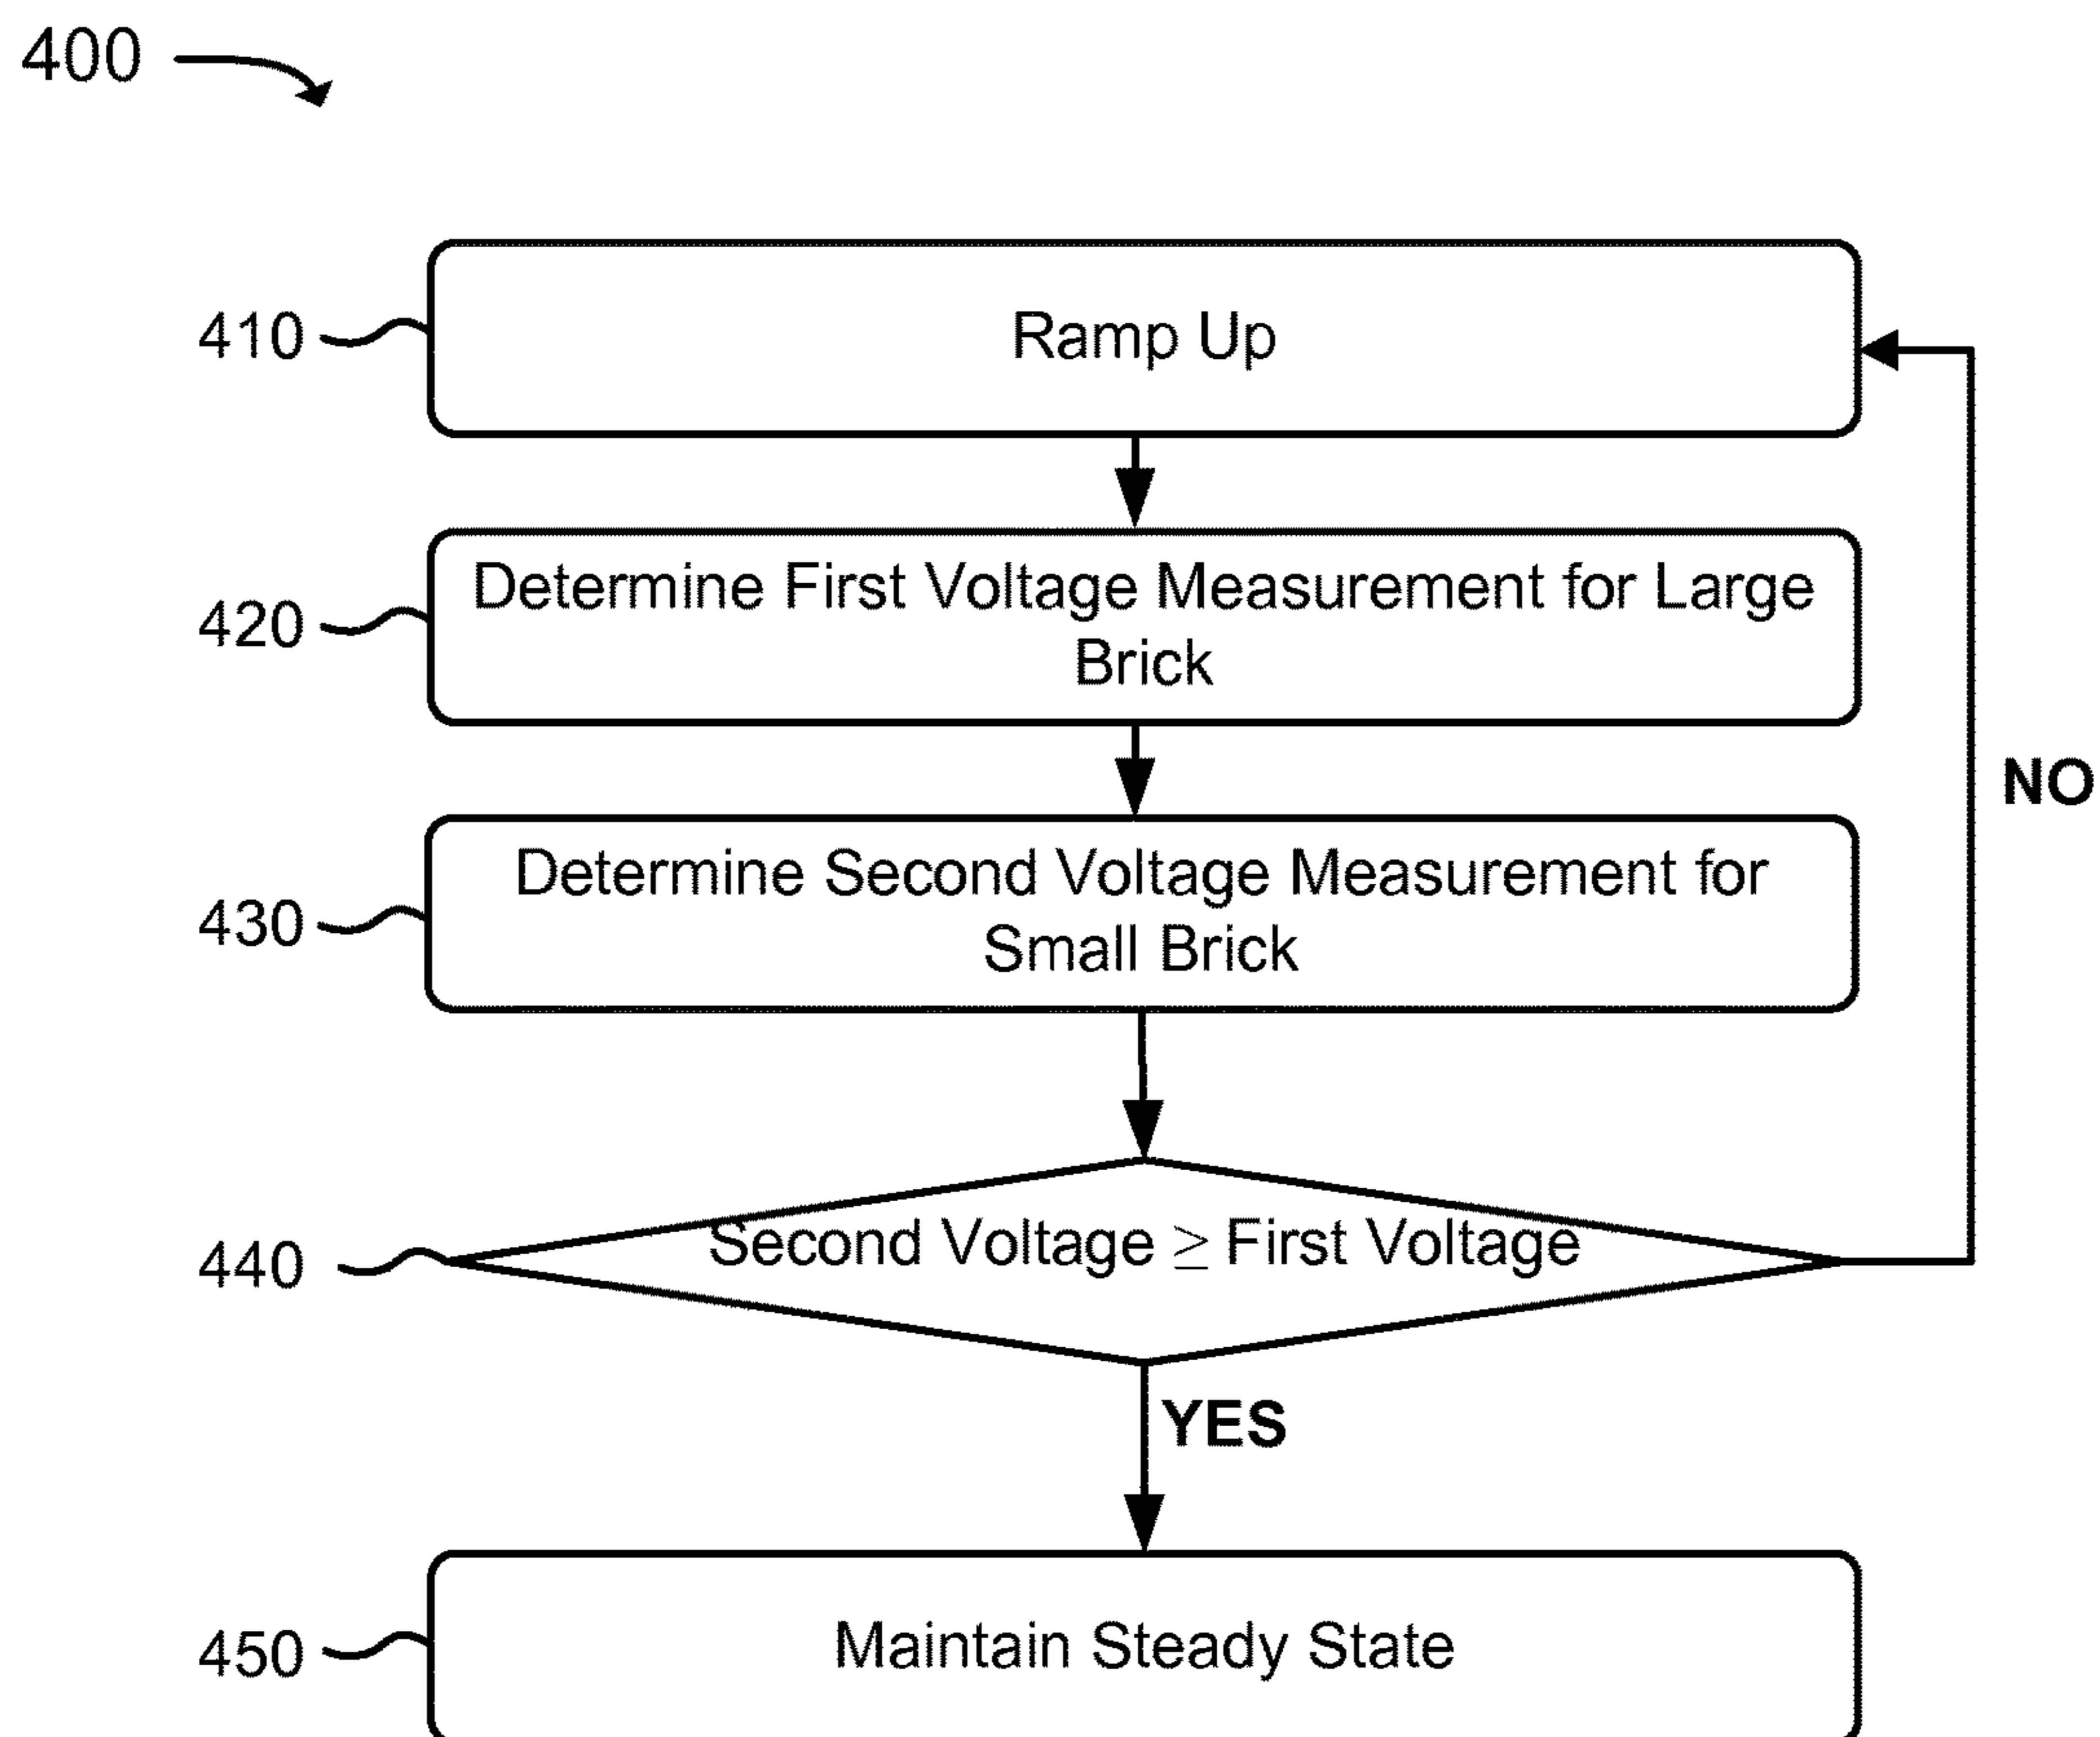 400
410
Ramp Up
420
Determine First Voltage Measurement for Large
Brick
NO
430
Determine Second Voltage Measurement for
Small Brick
440
Second Voltage ≥ First Voltage
YES
450
Maintain Steady State